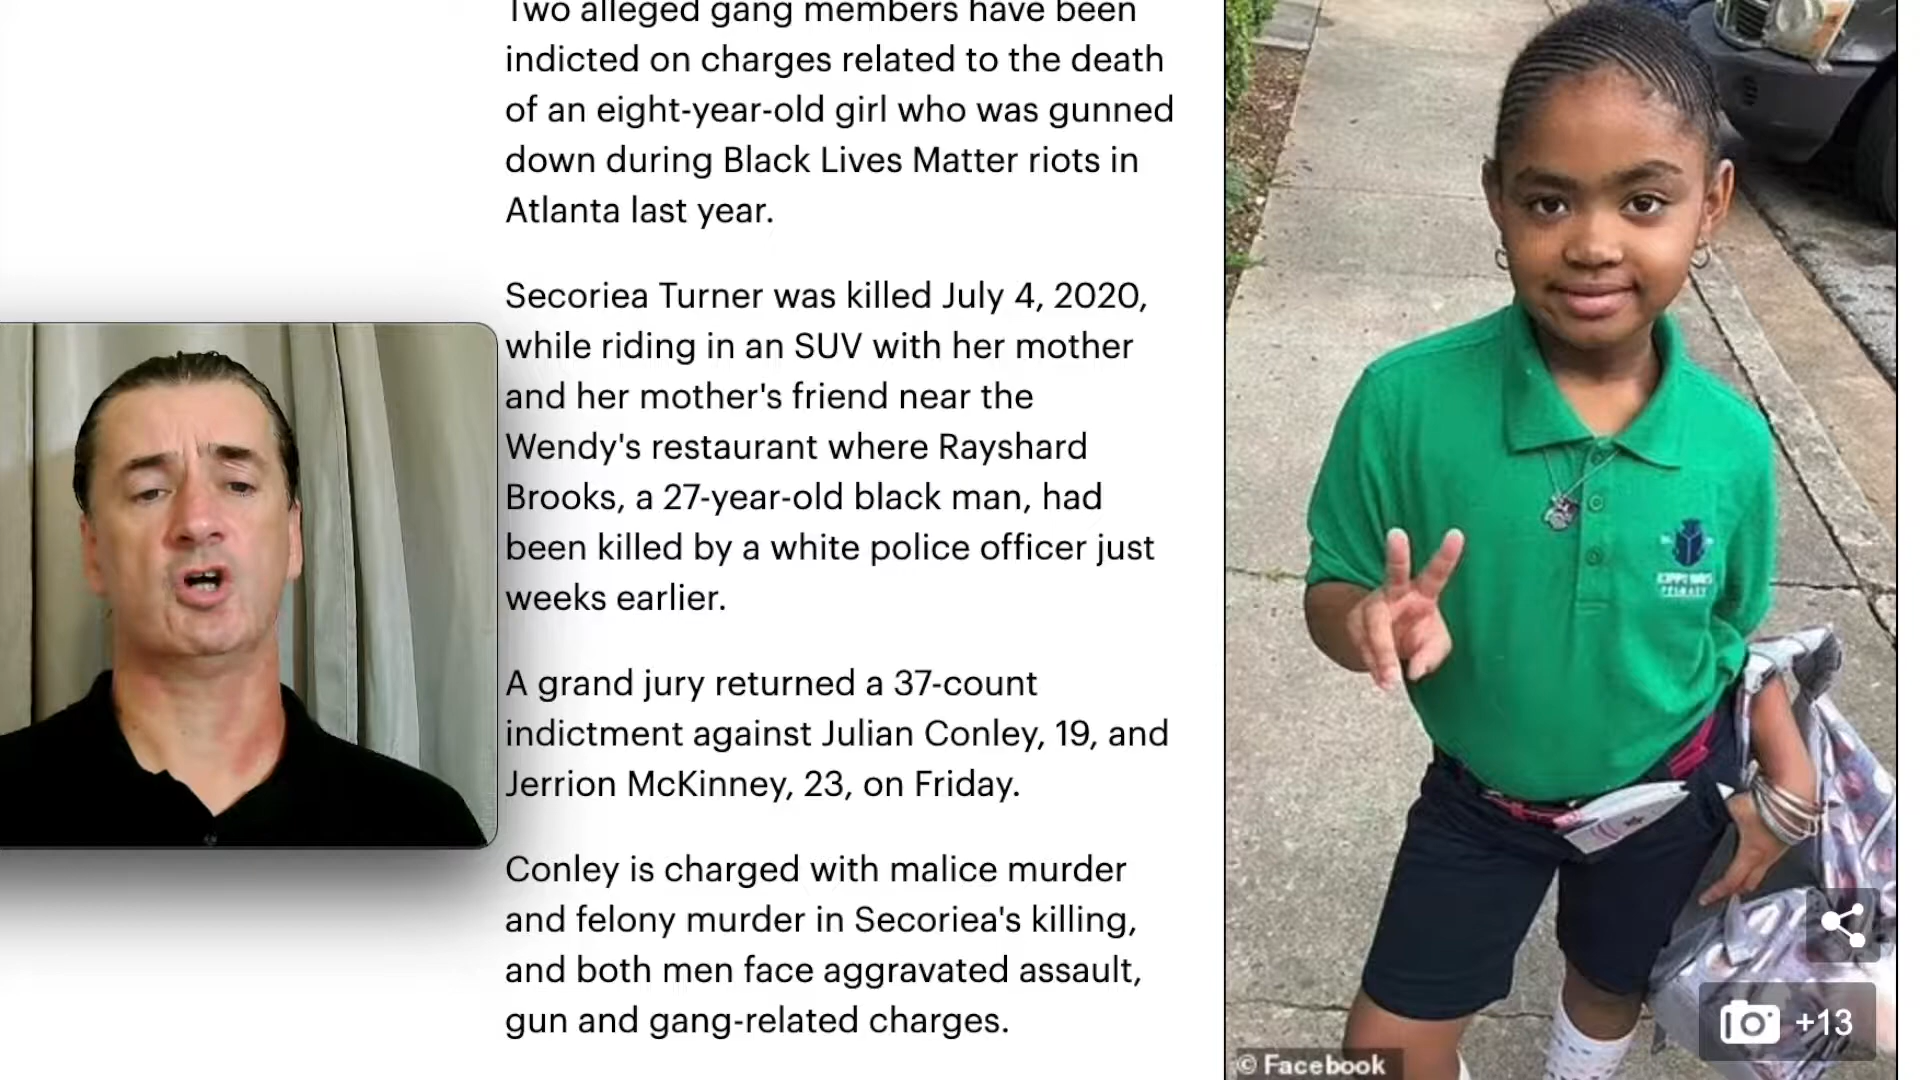 Two alleged gang members have been
indicted on charges related to the death
of an eight-year-old girl who was gunned
down during Black Lives Matter riots in
Atlanta last year.
Secoriea Turner was killed July 4, 2020,
while riding in an SUV with her mother
and her mother's friend near the
Wendy's restaurant where Rayshard
Brooks, a 27-year-old black man, had
been killed by a white police officer just
weeks earlier.
A grand jury returned a 37-count
indictment against Julian Conley, 19, and
Jerrion McKinney, 23, on Friday.
Conley is charged with malice murder
and felony murder in Secoriea's killing,
and both men face aggravated assault,
gun and gang-related charges.
PRIMARY
+13
© Facebook